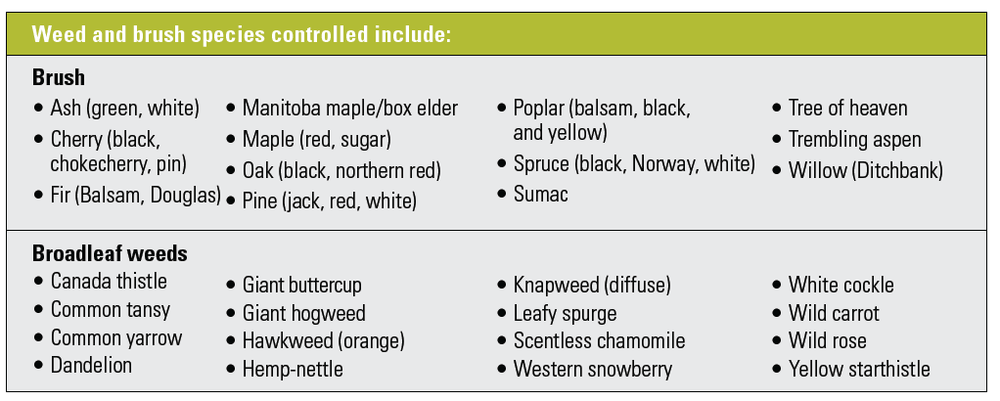 Weed and brush species controlled include:
Brush
• Ash (green, white)
• Cherry (black,
chokecherry, pin)
• Fir (Balsam, Douglas)
• Manitoba maple/box elder
• Maple (red, sugar)
• Oak (black, northern red)
• Pine (jack, red, white)
• Poplar (balsam, black,
and yellow)
• Spruce (black, Norway, white)
• Sumac
• Tree of heaven
• Trembling aspen
• Willow (Ditchbank)
Broadleaf weeds
• Canada thistle
• Common tansy
• Common yarrow
• Dandelion
• Giant buttercup
• Giant hogweed
• Hawkweed (orange)
• Hemp-nettle
• Knapweed (diffuse)
• Leafy spurge
• Scentless chamomile
• Western snowberry
• White cockle
• Wild carrot
• Wild rose
• Yellow starthistle